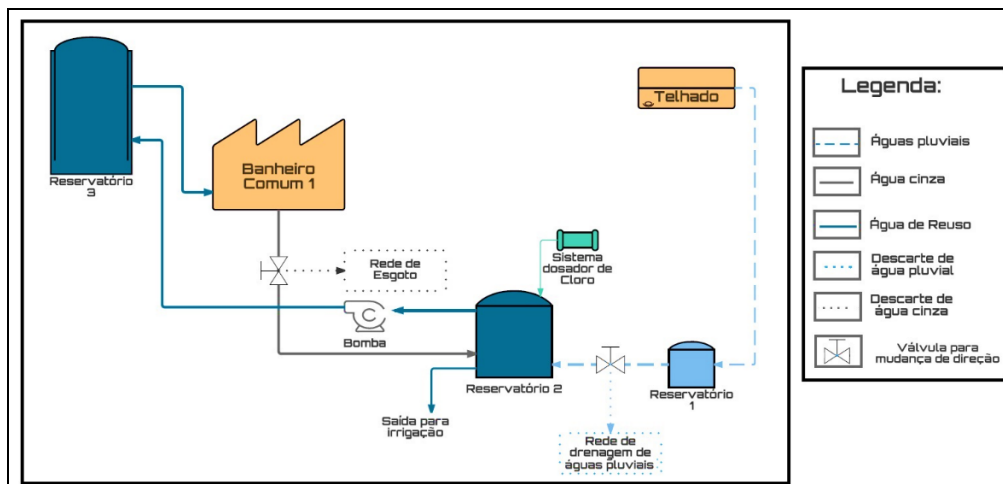 Telhado
Legenda:
Águas pluviais
Água cinza
Água de Reuso
Descarte de
água pluvial
Descarte de
água cinza
Válvula para
mudança de direção
Reservatório
3
Banheiro
Comum 1
Rede de
Esgoto
Sistema
dosador de
Cloro
C
Bomba
Reservatório 2
Reservatório
1
Saída para
irrigação
Rede de
drenagem de
águas pluviais